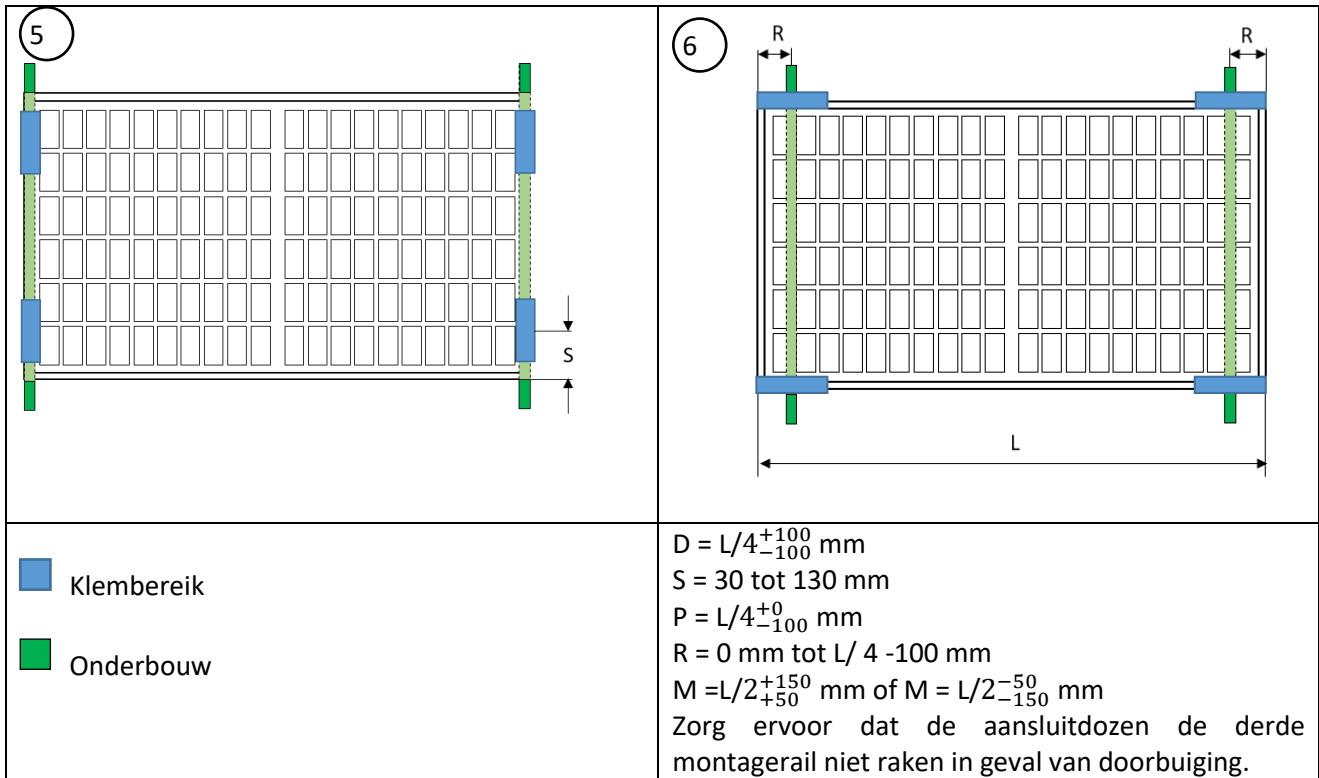 5
S
6
R R
L
Klembereik
Onderbouw
D = L/4⁺¹⁰⁰₋₁₀₀ mm
S = 30 tot 130 mm
P = L/4⁺⁰₋₁₀₀ mm
R = 0 mm tot L/ 4 -100 mm
M =L/2⁺¹⁵⁰₊₅₀ mm of M = L/2⁻⁵⁰₋₁₅₀ mm
Zorg ervoor dat de aansluitdozen de derde
montagerail niet raken in geval van doorbuiging.